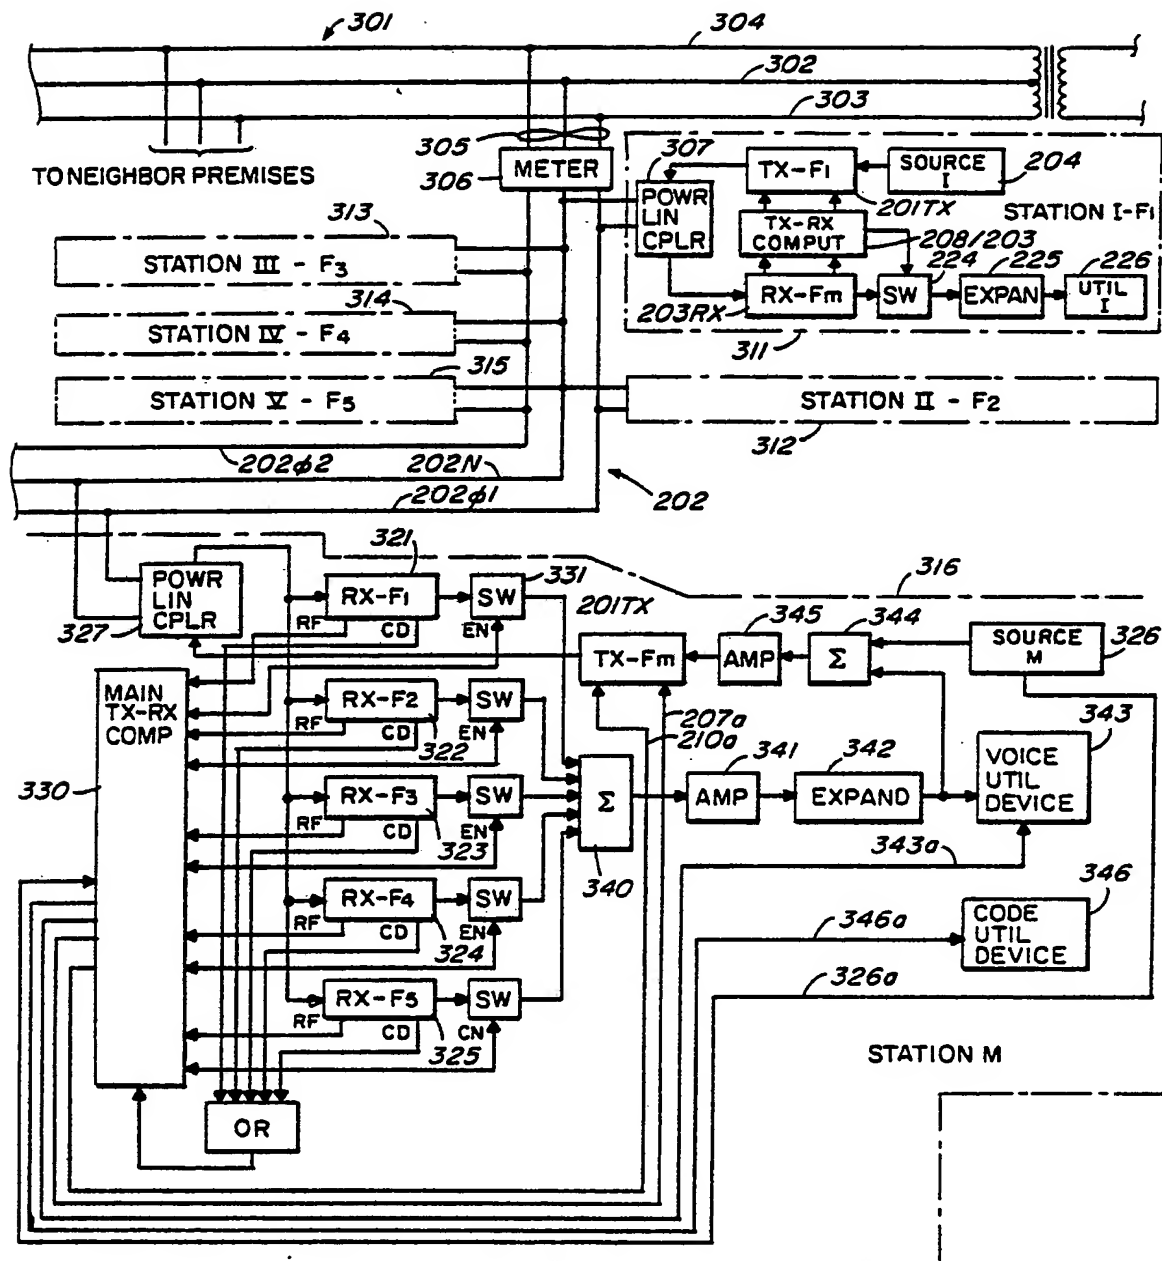 301
304
302
303
TO NEIGHBOR PREMISES
305
306
METER
307
POWR
LIN
CPLR
TX-F1
SOURCE
I
204
201TX
STATION I-F1
TX-RX
COMPUT
208/203
224
225
226
RX-Fm
SW
EXPAN
UTIL
I
203RX
311
313
STATION III - F3
314
STATION IV - F4
315
STATION V - F5
STATION II - F2
312
202ϕ2
202N
202ϕ1
202
321
331
316
POWR
LIN
CPLR
327
RX-F1
SW
RF
CD
EN
201TX
345
344
TX-Fm
AMP
Σ
SOURCE
M
326
MAIN
TX-RX
COMP
330
RX-F2
SW
RF
CD
322
EN
207a
210a
341
342
343
AMP
EXPAND
VOICE
UTIL
DEVICE
RX-F3
SW
RF
CD
323
EN
Σ
340
343a
RX-F4
SW
RF
CD
324
EN
346
346a
CODE
UTIL
DEVICE
326a
RX-F5
SW
RF
CD
325
CN
STATION M
OR